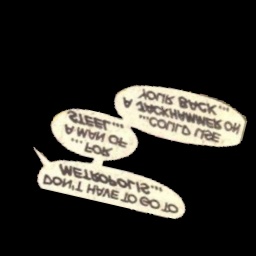 DON'T HAVE TO GO TO
METROPOLIS...
...FOR
A MAN OF
STEEL...
...COULD USE
A JACKHAMMER ON
YOUR BACK...